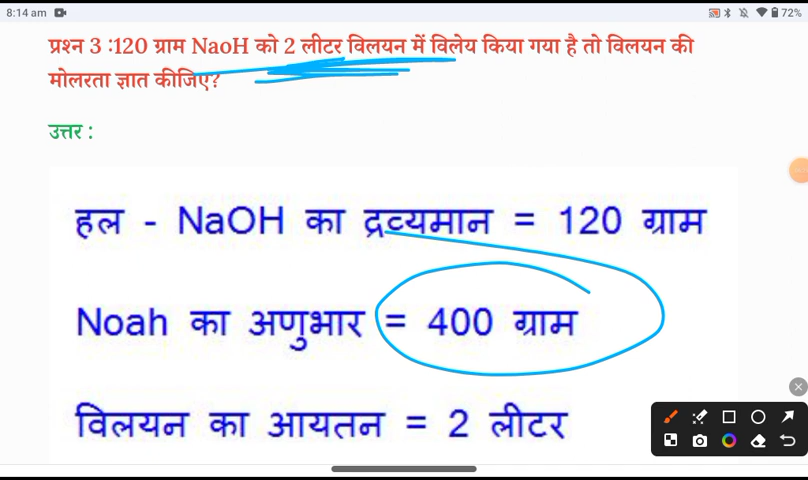 8:14 am
72%
प्रश्न 3 :120 ग्राम NaoH को 2 लीटर विलयन में विलेय किया गया है तो विलयन की
मोलरता ज्ञात कीजिए?
उत्तर :
हल - NaOH का द्रव्यमान = 120 ग्राम
Noah का अणुभार = 400 ग्राम
विलयन का आयतन = 2 लीटर